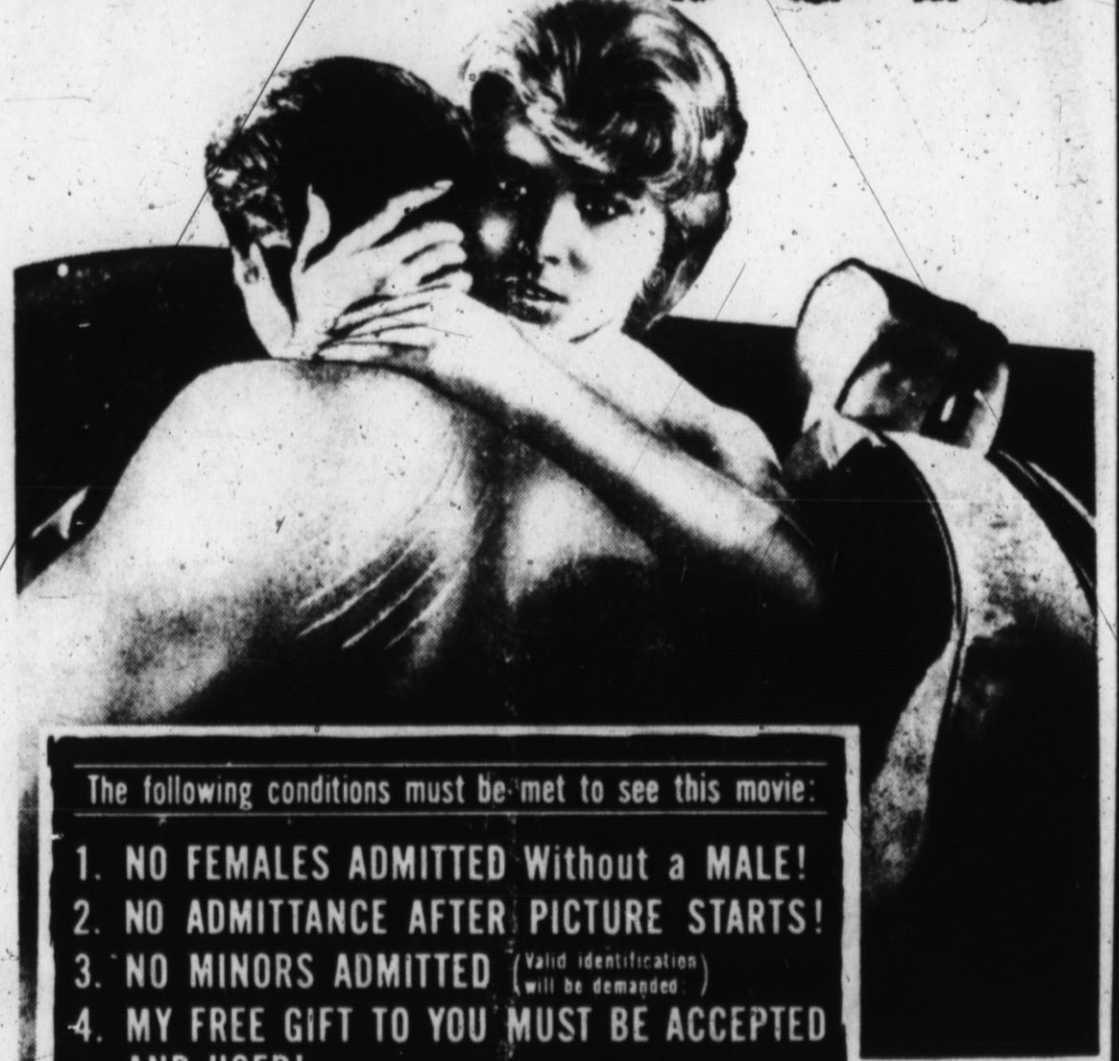 The following conditions must be met to see this movie:
1. NO FEMALES ADMITTED Without a MALE!
2. NO ADMITTANCE AFTER PICTURE STARTS!
3. NO MINORS ADMITTED (Valid identification
will be demanded.)
4. MY FREE GIFT TO YOU MUST BE ACCEPTED
AND USED!